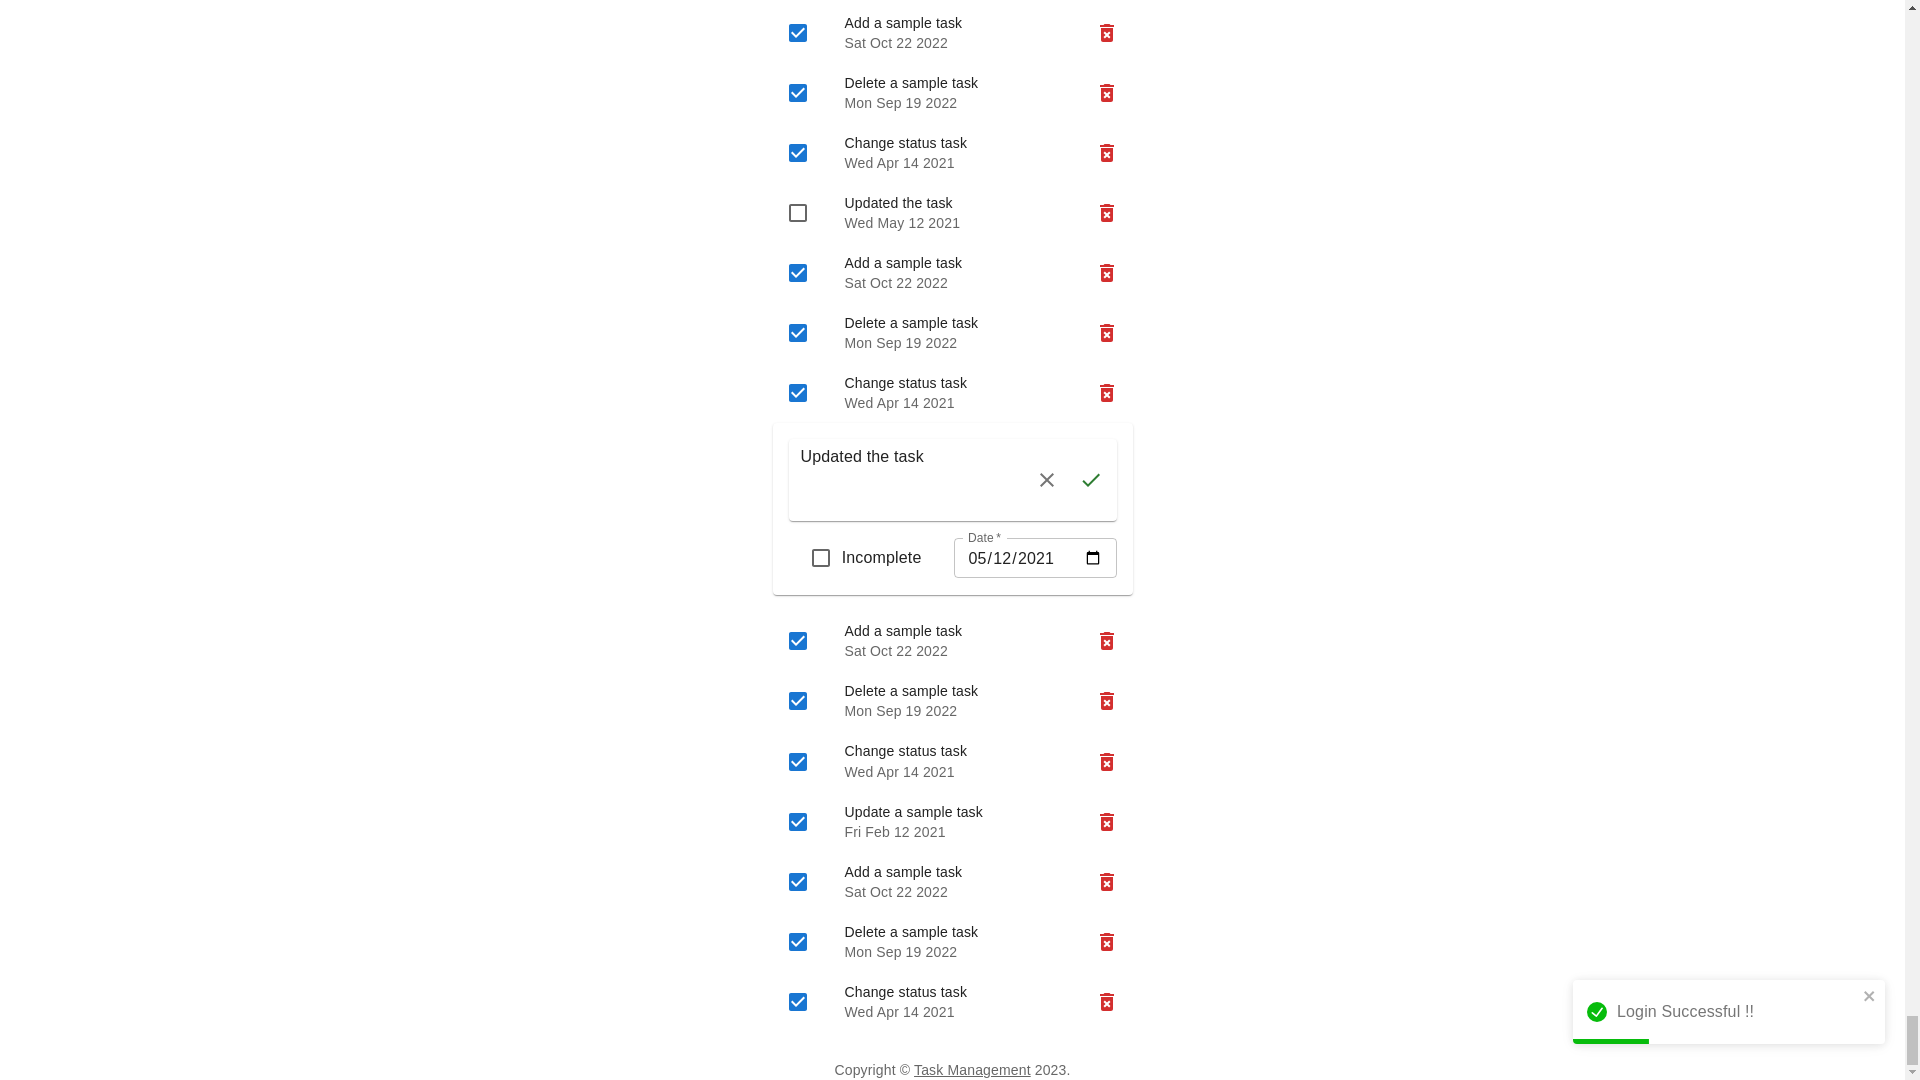 Add a sample task
Sat Oct 22 2022
Delete a sample task
Mon Sep 19 2022
Change status task
Wed Apr 14 2021
Updated the task
Wed May 12 2021
Add a sample task
Sat Oct 22 2022
Delete a sample task
Mon Sep 19 2022
Change status task
Wed Apr 14 2021
Updated the task
Incomplete
Date *
05/12/2021
Add a sample task
Sat Oct 22 2022
Delete a sample task
Mon Sep 19 2022
Change status task
Wed Apr 14 2021
Update a sample task
Fri Feb 12 2021
Add a sample task
Sat Oct 22 2022
Delete a sample task
Mon Sep 19 2022
Change status task
Wed Apr 14 2021
Login Successful !!
Copyright © Task Management 2023.